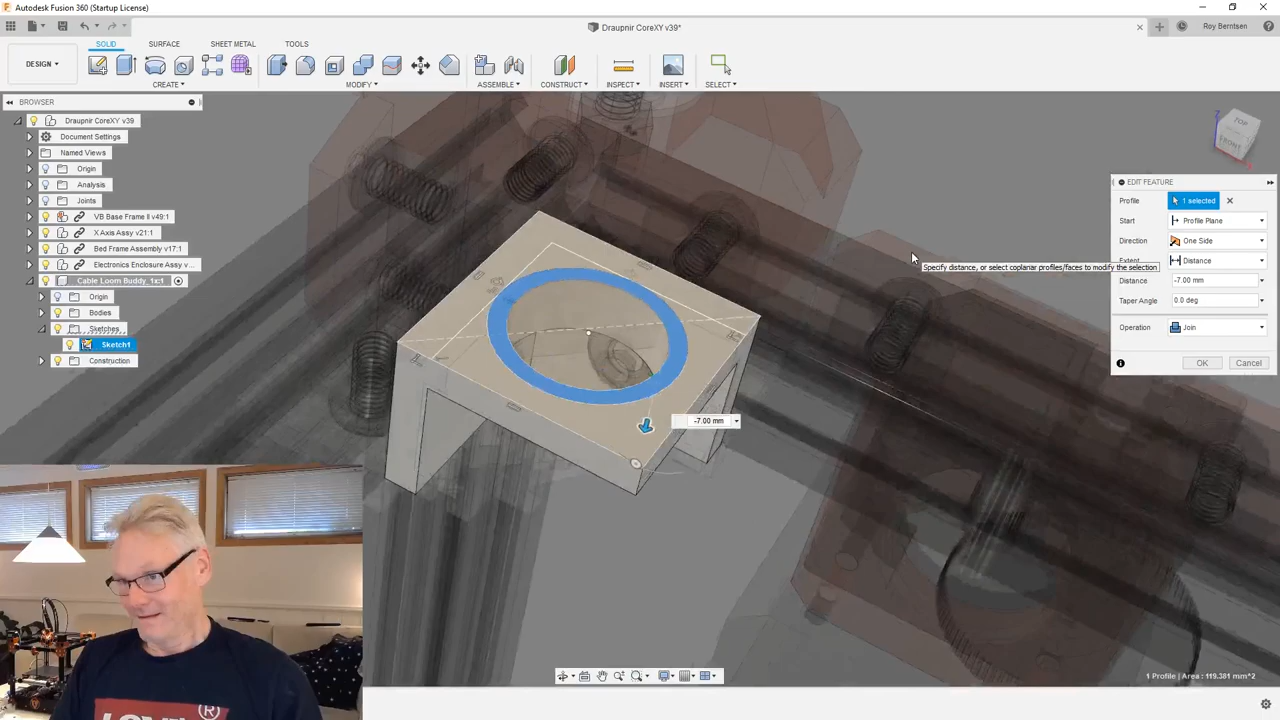 Autodesk Fusion 360 (Startup License)
Draupnir CoreXY v39*
Roy Berntsen
DESIGN
SOLID SURFACE SHEET METAL TOOLS
CREATE MODIFY ASSEMBLE CONSTRUCT INSPECT INSERT SELECT
BROWSER
Draupnir CoreXY v39
Document Settings
Named Views
Origin
Analysis
Joints
VB Base Frame II v49:1
X Axis Assy v21:1
Bed Frame Assembly v17:1
Electronics Enclosure Assy v...
Cable Loom Buddy_1ic1
Origin
Bodies
Sketches
Sketch1
Construction
TOP
FRONT
EDIT FEATURE
Profile 1 selected
Start Profile Plane
Direction One Side
Extent Distance
Specify distance, or select coplanar profiles/faces to modify the selection
Distance -7.00 mm
Taper Angle 0.0 deg
Operation Join
OK Cancel
-7.00 mm
1 Profile | Area : 119.381 mm^2